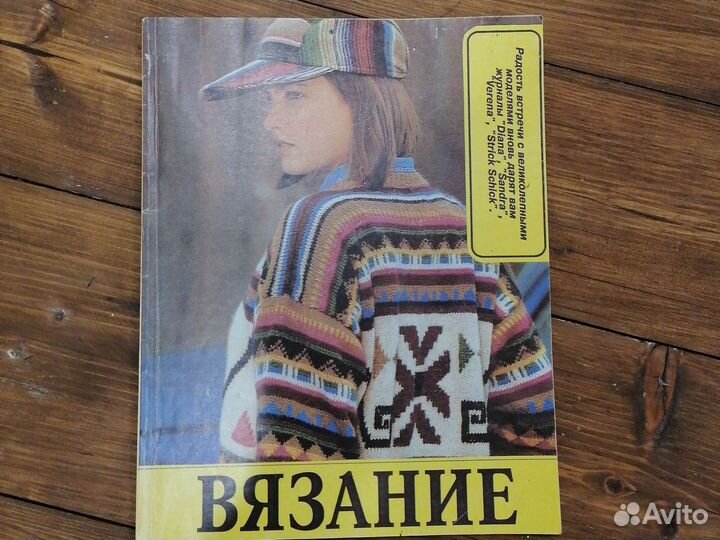 Радость встречи с великолепными
моделями вновь дарят вам
журналы "Diana", "Sandra",
"Verena", "Strick Schick".
ВЯЗАНИЕ
Avito